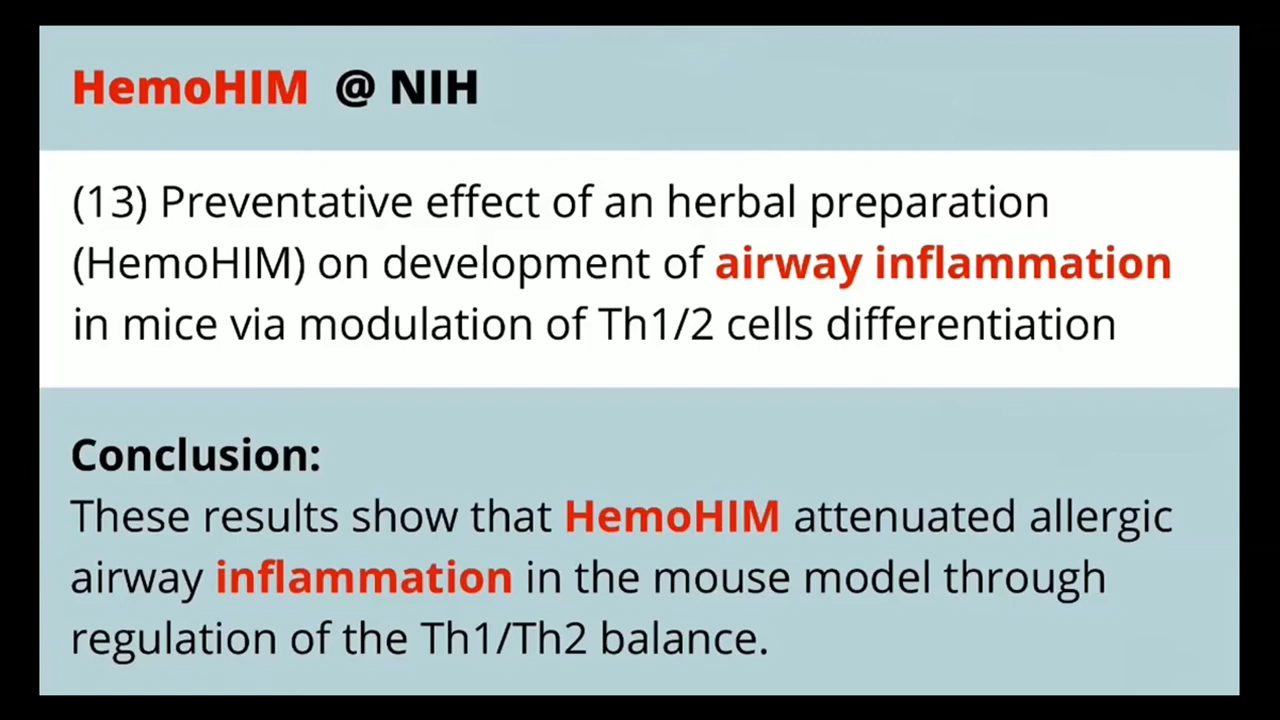 HemoHIM @ NIH
(13) Preventative effect of an herbal preparation
(HemoHIM) on development of airway inflammation
in mice via modulation of Th1/2 cells differentiation
Conclusion:
These results show that HemoHIM attenuated allergic
airway inflammation in the mouse model through
regulation of the Th1/Th2 balance.